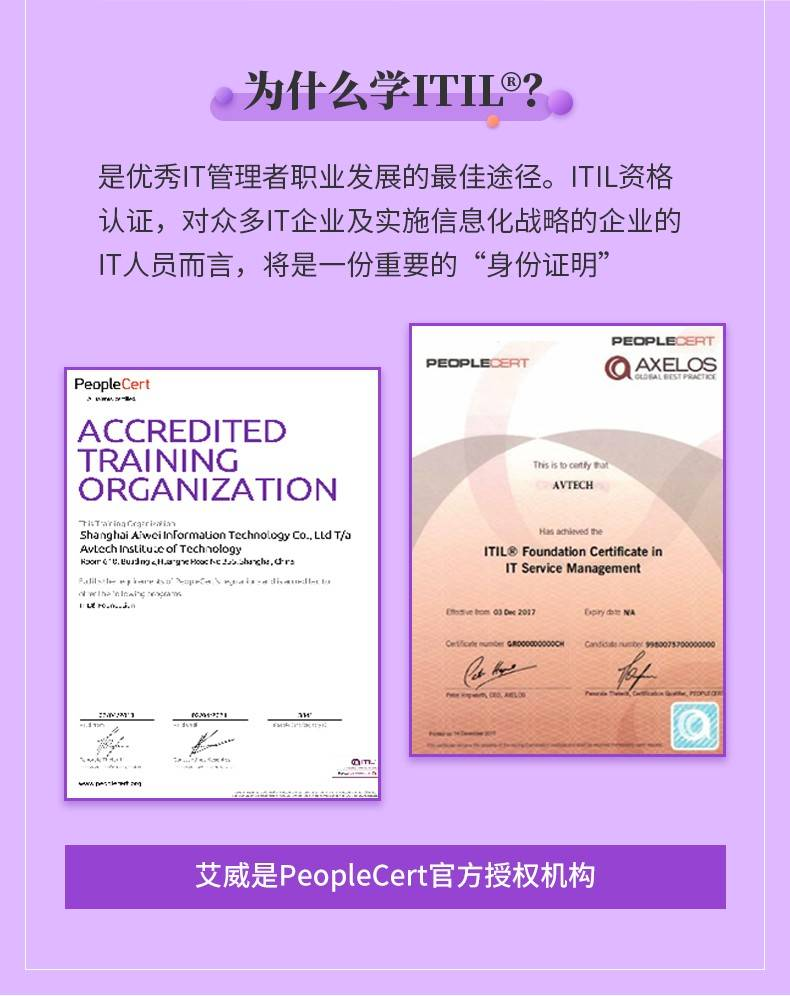 为什么学ITIL®?
是优秀IT管理者职业发展的最佳途径。ITIL资格
认证，对众多IT企业及实施信息化战略的企业的
IT人员而言，将是一份重要的“身份证明”
PeopleCert
ACCREDITED
TRAINING
ORGANIZATION
This Training Organization
Shanghai Aiwei Information Technology Co., Ltd T/a
Avtech Institute of Technology
www.peoplecert.org
PEOPLECERT
PEOPLECERT
AXELOS
GLOBAL BEST PRACTICE
This is to certify that
AVTECH
Has achieved the
ITIL® Foundation Certificate in
IT Service Management
Effective from 03 Dec 2017
Expiry date N/A
Certificate number GR000000000CH
Candidate number 9980075700000000
Peter Hepworth, CEO, AXELOS
艾威是PeopleCert官方授权机构